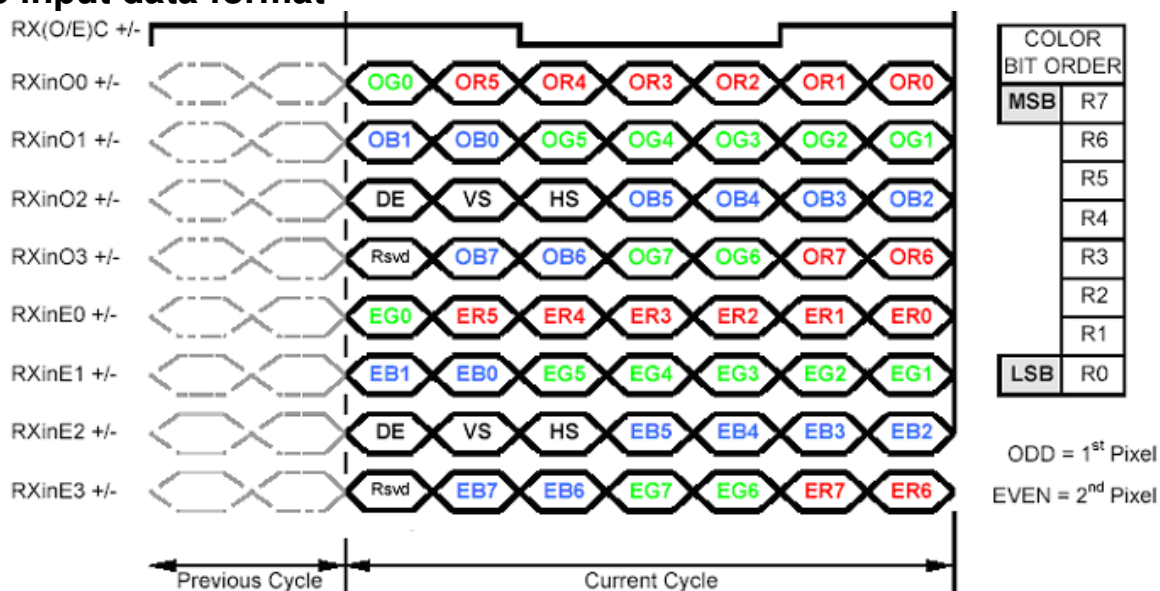 input data format
RX(O/E)C +/-
RXinO0 +/- OG0 OR5 OR4 OR3 OR2 OR1 OR0
RXinO1 +/- OB1 OB0 OG5 OG4 OG3 OG2 OG1
RXinO2 +/- DE VS HS OB5 OB4 OB3 OB2
RXinO3 +/- Rsvd OB7 OB6 OG7 OG6 OR7 OR6
RXinE0 +/- EG0 ER5 ER4 ER3 ER2 ER1 ER0
RXinE1 +/- EB1 EB0 EG5 EG4 EG3 EG2 EG1
RXinE2 +/- DE VS HS EB5 EB4 EB3 EB2
RXinE3 +/- Rsvd EB7 EB6 EG7 EG6 ER7 ER6
Previous Cycle Current Cycle
COLOR
BIT ORDER
MSB R7
R6
R5
R4
R3
R2
R1
LSB R0
ODD = 1st Pixel
EVEN = 2nd Pixel